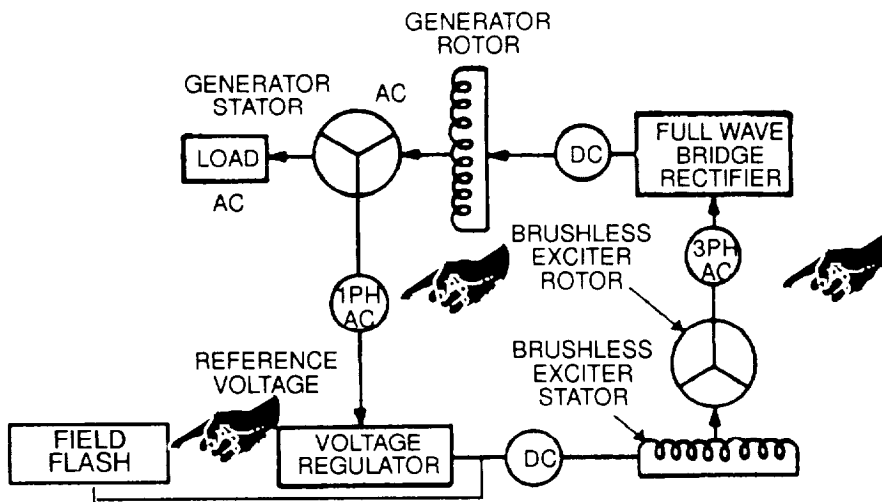 GENERATOR
ROTOR
GENERATOR
STATOR
AC
LOAD
AC
DC
FULL WAVE
BRIDGE
RECTIFIER
BRUSHLESS
EXCITER
ROTOR
3PH
AC
1PH
AC
BRUSHLESS
EXCITER
STATOR
REFERENCE
VOLTAGE
FIELD
FLASH
VOLTAGE
REGULATOR
DC